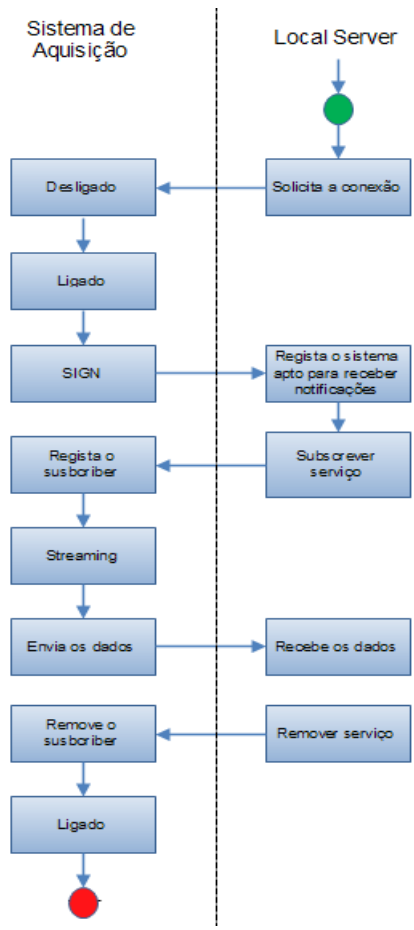 Sistema de
Aquisição
Local Server
Desligado
Solicita a conexão
Ligado
SIGN
Regista o sistema
apto para receber
notificações
Regista o
susbcriber
Subscrever
serviço
Streaming
Envia os dados
Recebe os dados
Remove o
susbcriber
Remover serviço
Ligado